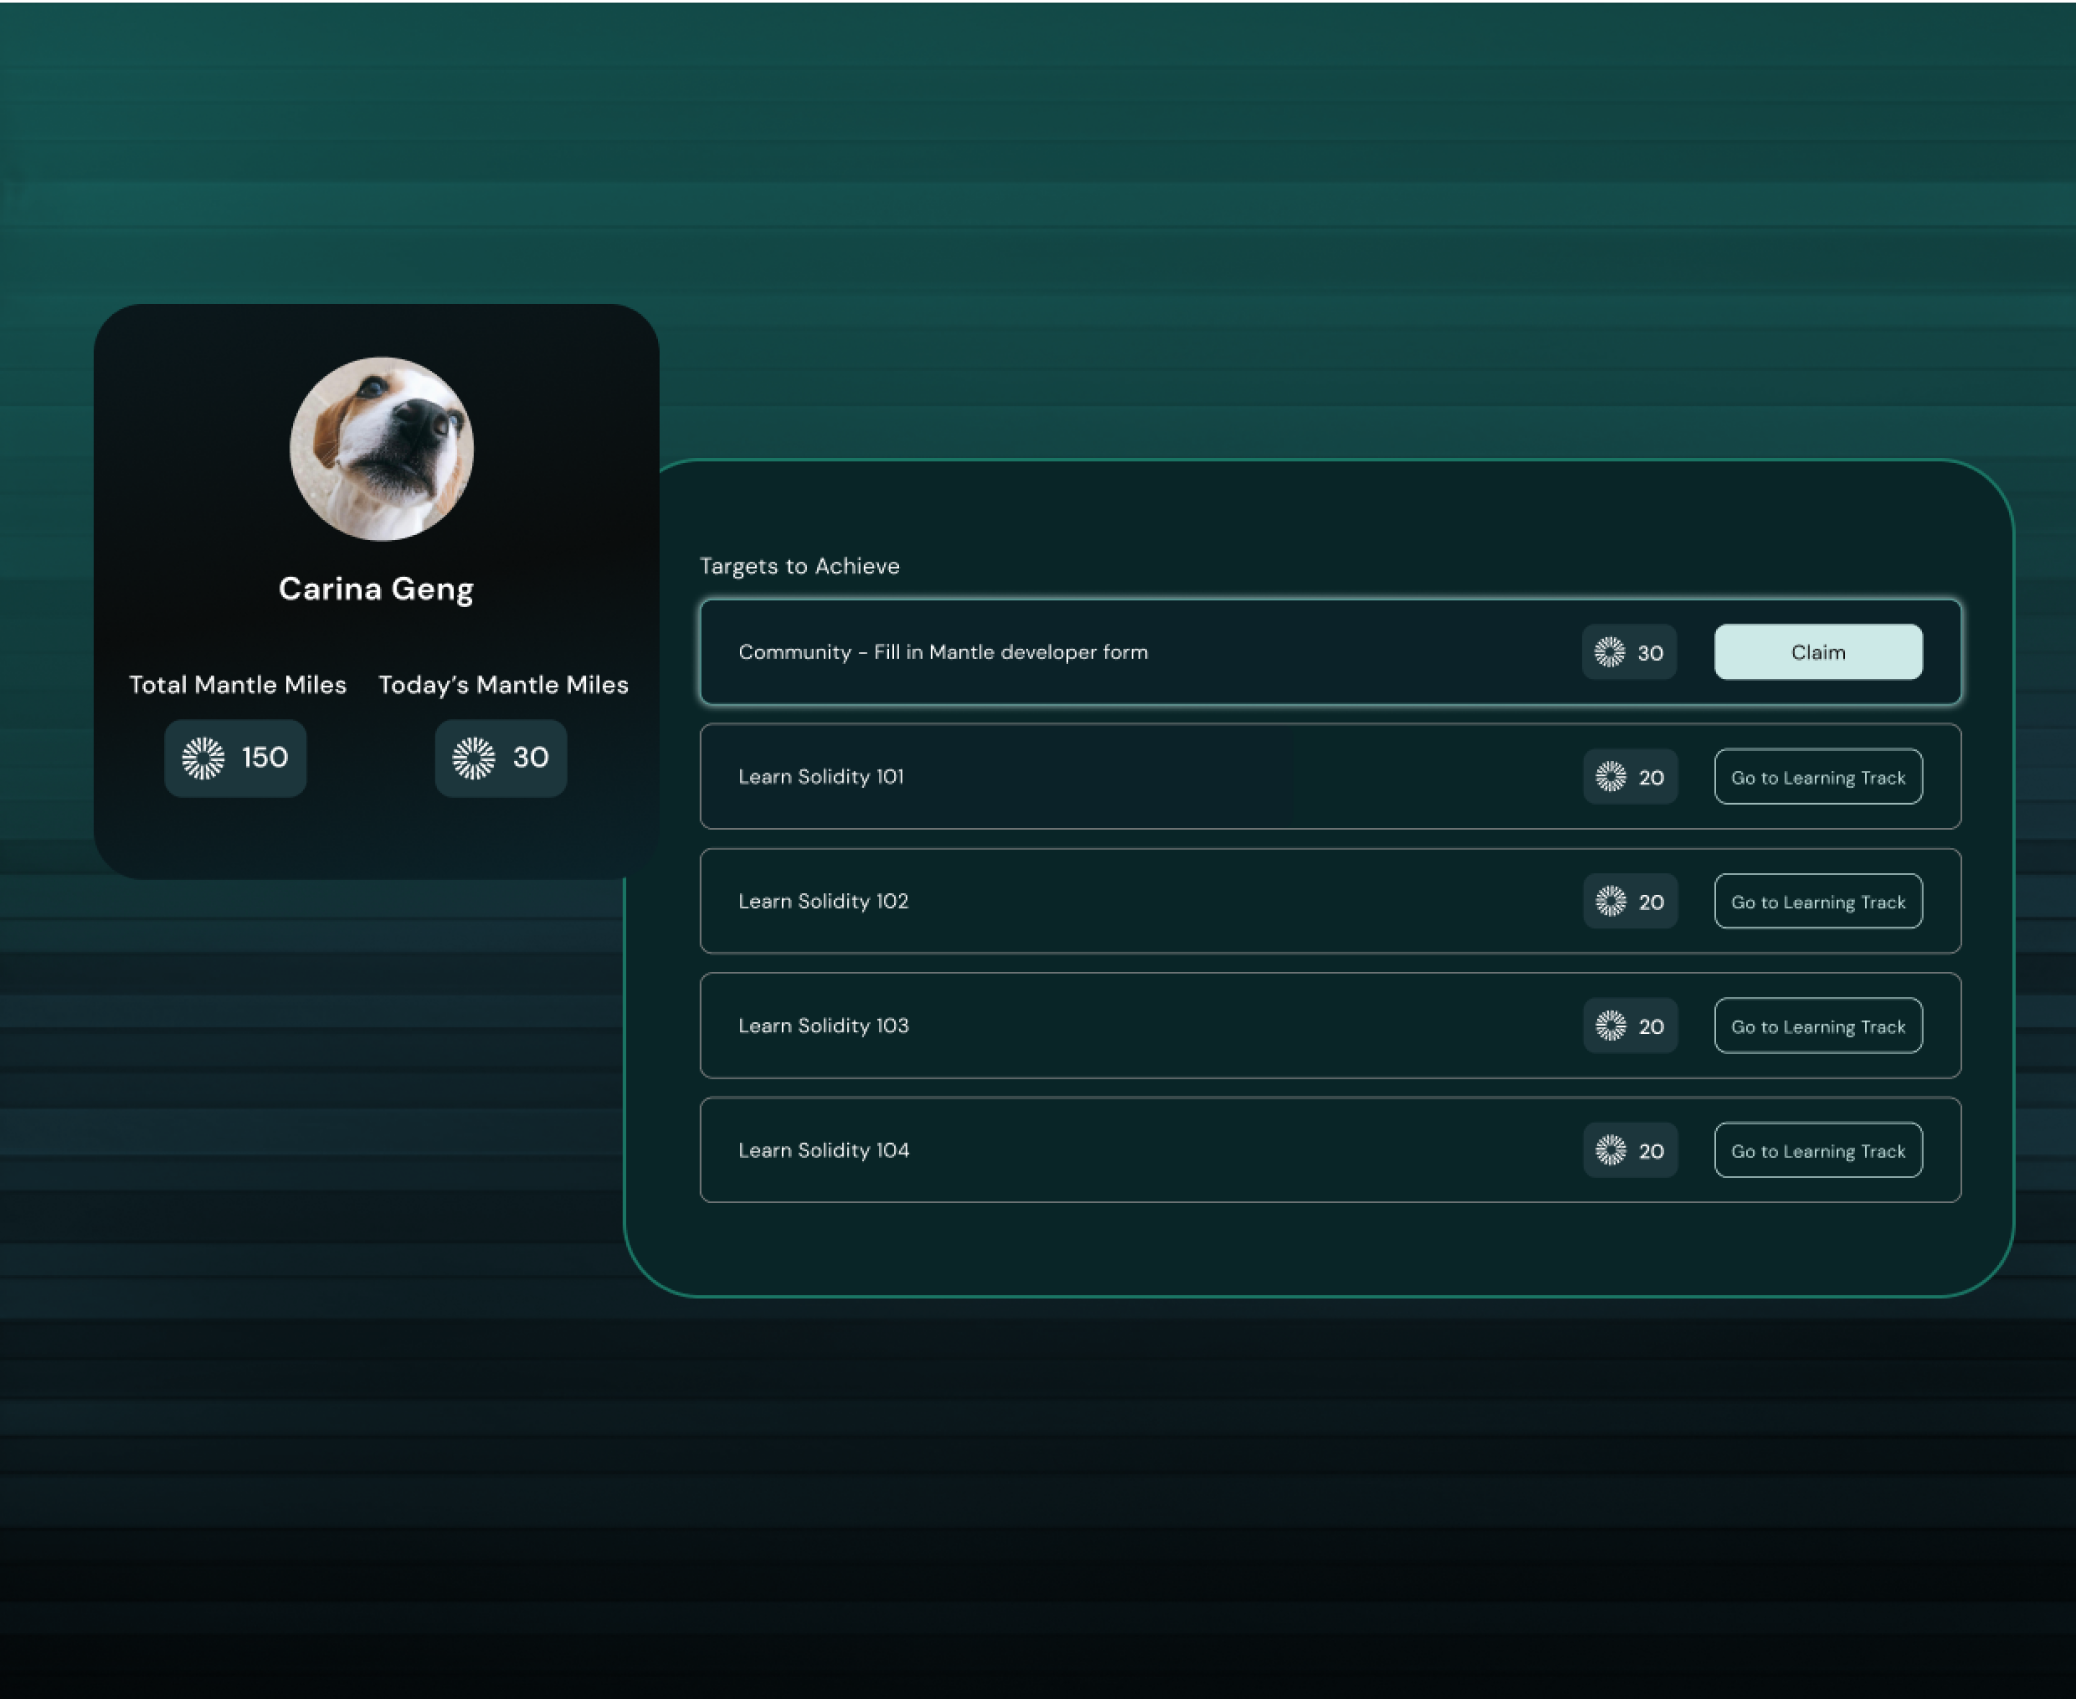 Carina Geng
Total Mantle Miles
150
Today's Mantle Miles
30
Targets to Achieve
Community - Fill in Mantle developer form 30 Claim
Learn Solidity 101 20 Go to Learning Track
Learn Solidity 102 20 Go to Learning Track
Learn Solidity 103 20 Go to Learning Track
Learn Solidity 104 20 Go to Learning Track